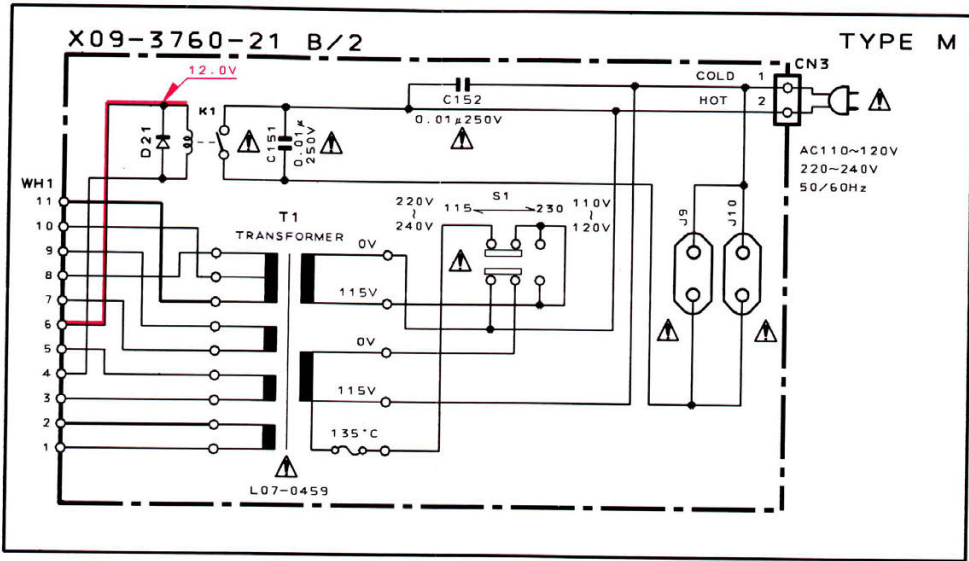 X09-3760-21 B/2
TYPE M
12.0V
CN3
COLD 1
HOT 2
C152
0.01µ250V
K1
D21
C151
0.01µ
250V
AC110~120V
220~240V
50/60Hz
WH1
11
10
9
8
7
6
5
4
3
2
1
T1
TRANSFORMER
0V
115V
0V
115V
135°C
L07-0459
S1
220V
~
240V
115
230
110V
~
120V
J9
J10